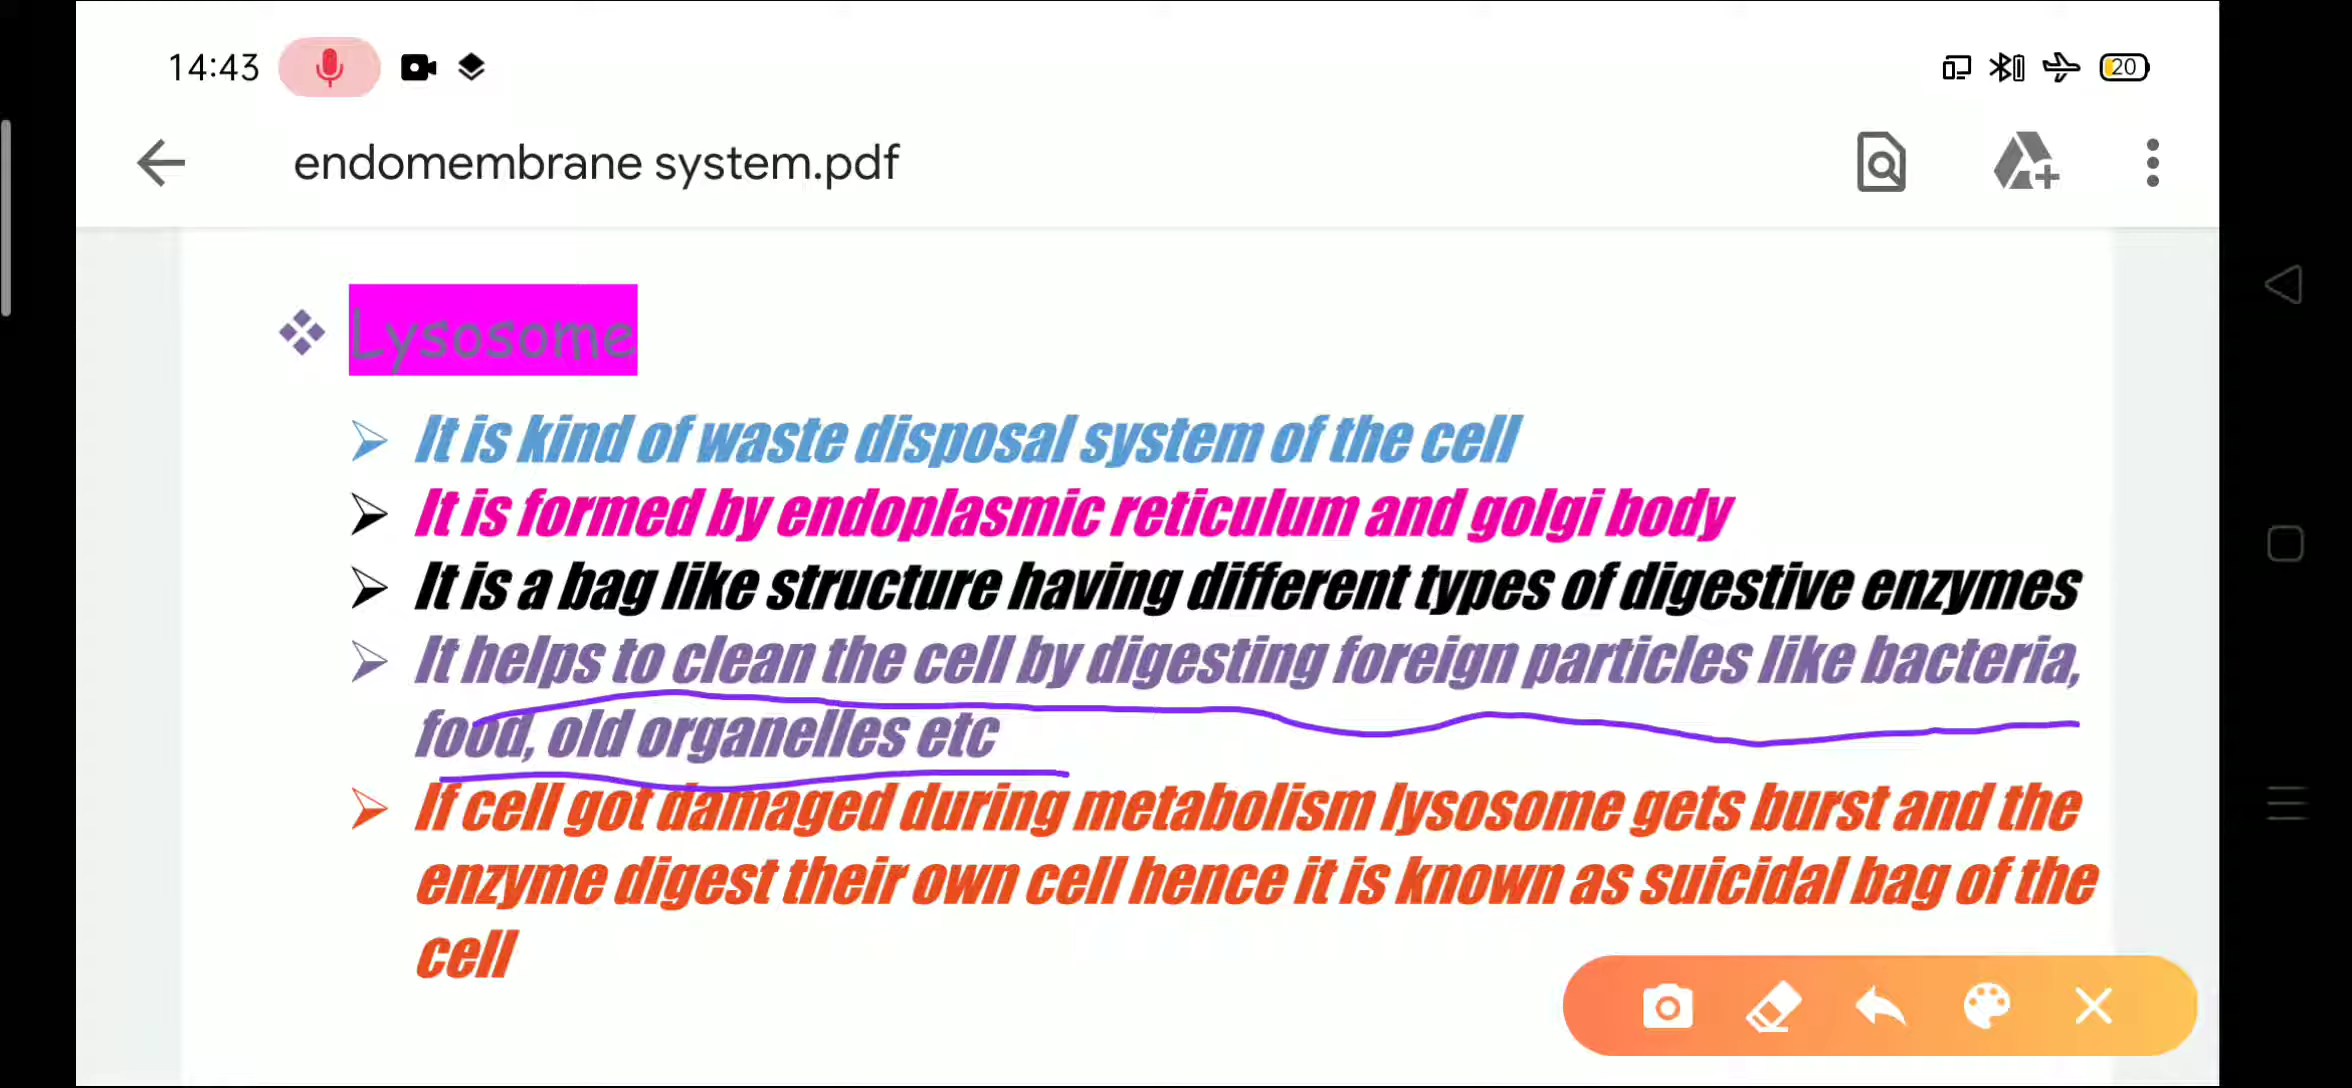 14:43
20
endomembrane system.pdf
Lysosome
It is kind of waste disposal system of the cell
It is formed by endoplasmic reticulum and golgi body
It is a bag like structure having different types of digestive enzymes
It helps to clean the cell by digesting foreign particles like bacteria,
food, old organelles etc
If cell got damaged during metabolism lysosome gets burst and the
enzyme digest their own cell hence it is known as suicidal bag of the
cell